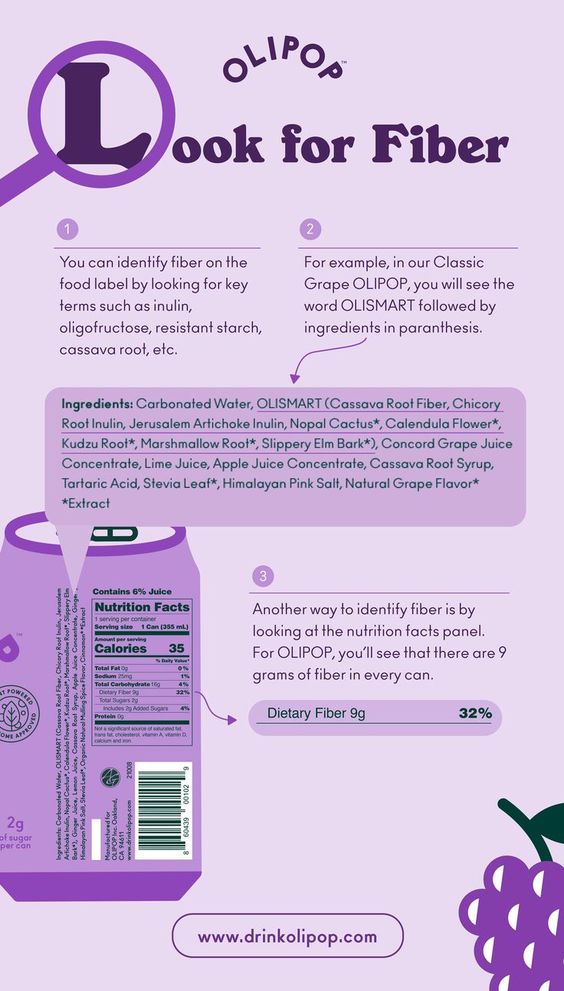 OLIPOP™
Look for Fiber
1
You can identify fiber on the
food label by looking for key
terms such as inulin,
oligofructose, resistant starch,
cassava root, etc.
2
For example, in our Classic
Grape OLIPOP, you will see the
word OLISMART followed by
ingredients in paranthesis.
Ingredients: Carbonated Water, OLISMART (Cassava Root Fiber, Chicory
Root Inulin, Jerusalem Artichoke Inulin, Nopal Cactus*, Calendula Flower*,
Kudzu Root*, Marshmallow Root*, Slippery Elm Bark*), Concord Grape Juice
Concentrate, Lime Juice, Apple Juice Concentrate, Cassava Root Syrup,
Tartaric Acid, Stevia Leaf*, Himalayan Pink Salt, Natural Grape Flavor*
*Extract
3
Another way to identify fiber is by
looking at the nutrition facts panel.
For OLIPOP, you'll see that there are 9
grams of fiber in every can.
Dietary Fiber 9g 32%
Contains 6% Juice
Nutrition Facts
1 serving per container
Serving size 1 Can (355 mL)
Amount per serving
Calories 35
% Daily Value*
Total Fat 0g 0%
Sodium 25mg 1%
Total Carbohydrate 16g 4%
Dietary Fiber 9g 32%
Total Sugars 2g
Includes 2g Added Sugars 4%
Protein 0g
Not a significant source of saturated fat,
trans fat, cholesterol, vitamin A, vitamin D,
calcium and iron.
Ingredients: Carbonated Water, OLISMART (Cassava Root Fiber, Chicory Root Inulin, Jerusalem
Artichoke Inulin, Nopal Cactus*, Calendula Flower*, Kudzu Root*, Marshmallow Root*, Slippery Elm
Bark*), Ginger Juice, Lemon Juice, Cassava Root Syrup, Apple Juice Concentrate, Ginger
Himalayan Pink Salt, Stevia Leaf*, Organic Natural Mulling Spice Flavor, Cinnamon* *Extract
Manufactured for
OLIPOP Inc. Oakland,
CA 94611
www.drinkolipop.com
21008
8 60439 00102 9
2g
of sugar
per can
www.drinkolipop.com